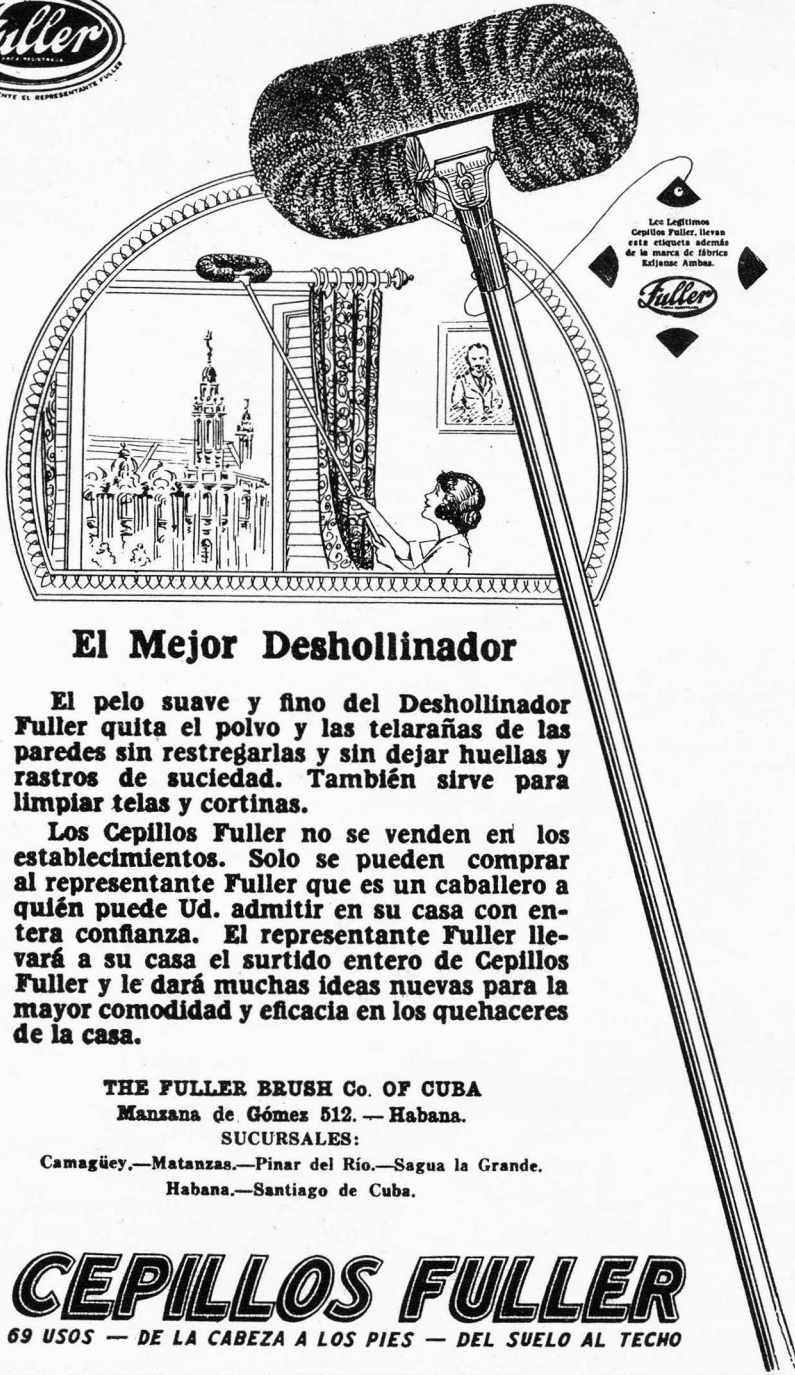 Fuller
EL REPRESENTANTE FULLER
Los Legítimos
Cepillos Fuller, llevan
esta etiqueta además
de la marca de fábrica
Exíjanse Ambas.
Fuller
El Mejor Deshollinador
El pelo suave y fino del Deshollinador
Fuller quita el polvo y las telarañas de las
paredes sin restregarlas y sin dejar huellas y
rastros de suciedad. También sirve para
limpiar telas y cortinas.
Los Cepillos Fuller no se venden en los
establecimientos. Solo se pueden comprar
al representante Fuller que es un caballero a
quién puede Ud. admitir en su casa con en-
tera confianza. El representante Fuller lle-
vará a su casa el surtido entero de Cepillos
Fuller y le dará muchas ideas nuevas para la
mayor comodidad y eficacia en los quehaceres
de la casa.
THE FULLER BRUSH Co. OF CUBA
Manzana de Gómez 512. — Habana.
SUCURSALES:
Camagüey.—Matanzas.—Pinar del Río.—Sagua la Grande.
Habana.—Santiago de Cuba.
CEPILLOS FULLER
69 USOS — DE LA CABEZA A LOS PIES — DEL SUELO AL TECHO